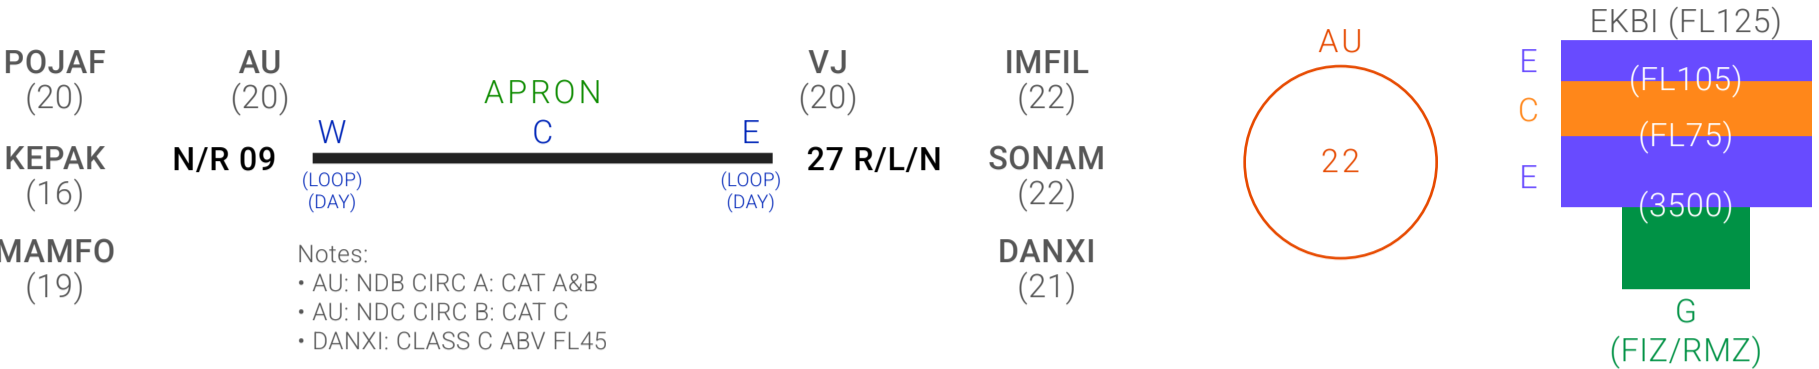 POJAF
(20)
KEPAK
(16)
MAMFO
(19)
AU
(20)
N/R 09
APRON
W C E
(LOOP) (LOOP)
(DAY) (DAY)
VJ
(20)
27 R/L/N
IMFIL
(22)
SONAM
(22)
DANXI
(21)
Notes:
• AU: NDB CIRC A: CAT A&B
• AU: NDC CIRC B: CAT C
• DANXI: CLASS C ABV FL45
AU
22
EKBI (FL125)
E
(FL105)
C
(FL75)
E
(3500)
G
(FIZ/RMZ)